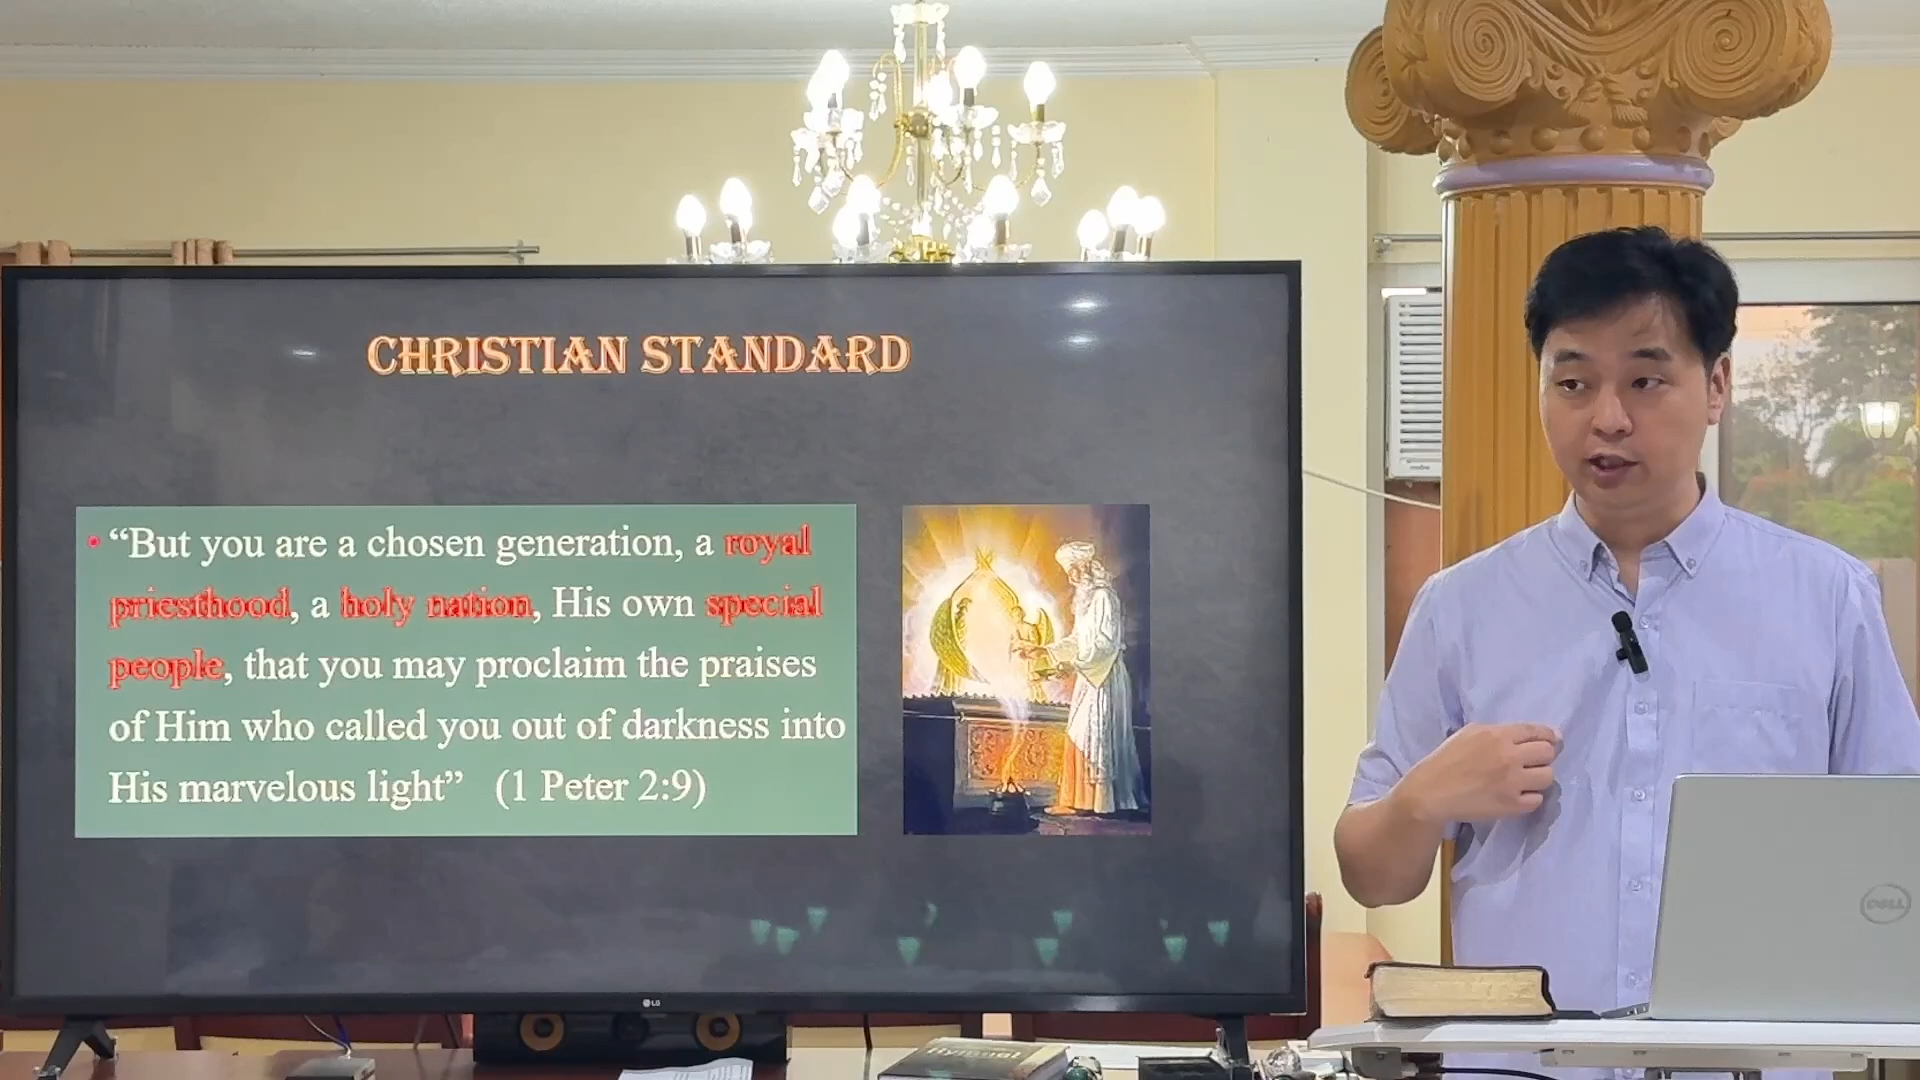 CHRISTIAN STANDARD
• “But you are a chosen generation, a royal
priesthood, a holy nation, His own special
people, that you may proclaim the praises
of Him who called you out of darkness into
His marvelous light” (1 Peter 2:9)
LG
DELL
Hymnal